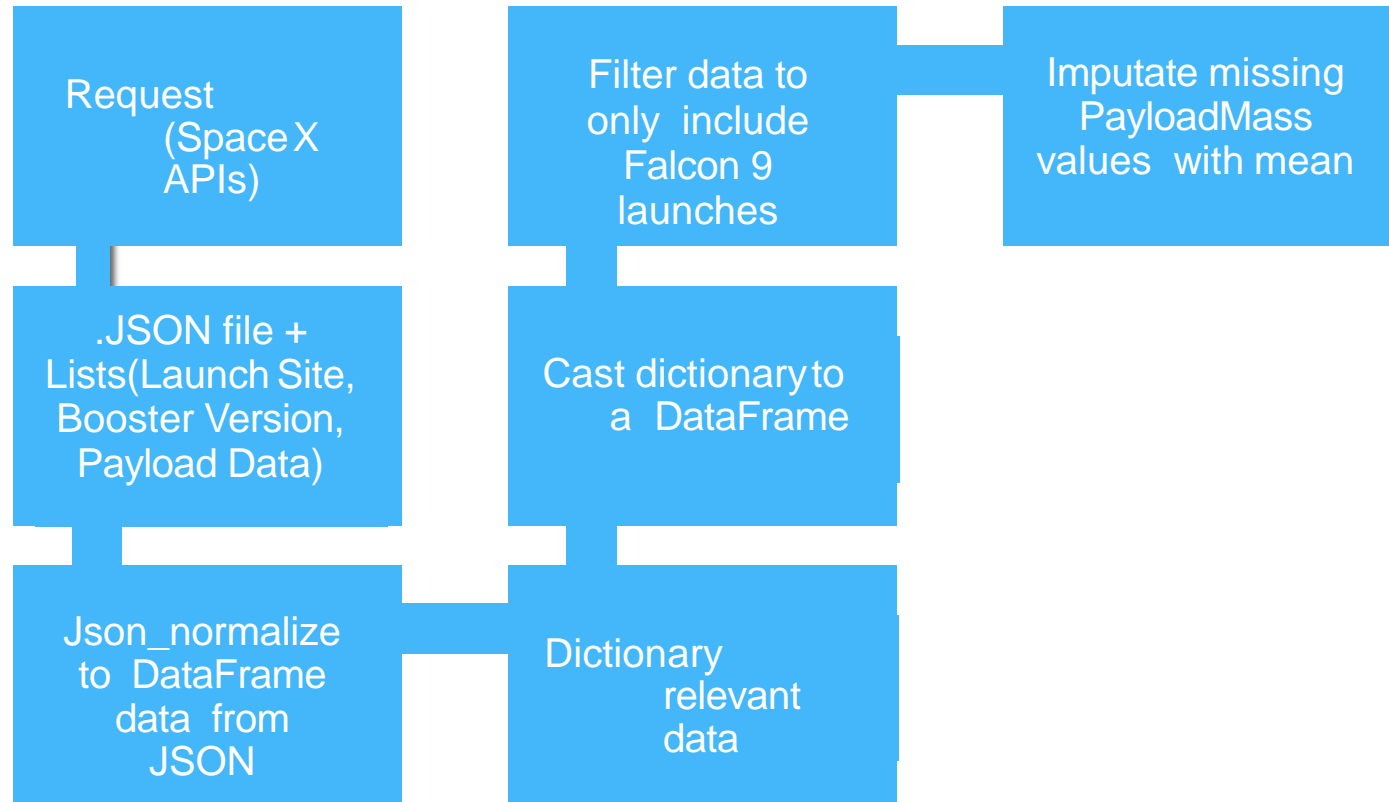 Request
(Space X
APIs)
.JSON file +
Lists(Launch Site,
Booster Version,
Payload Data)
Json_normalize
to DataFrame
data from
JSON
Dictionary
relevant
data
Cast dictionary to
a DataFrame
Filter data to
only include
Falcon 9
launches
Imputate missing
PayloadMass
values with mean